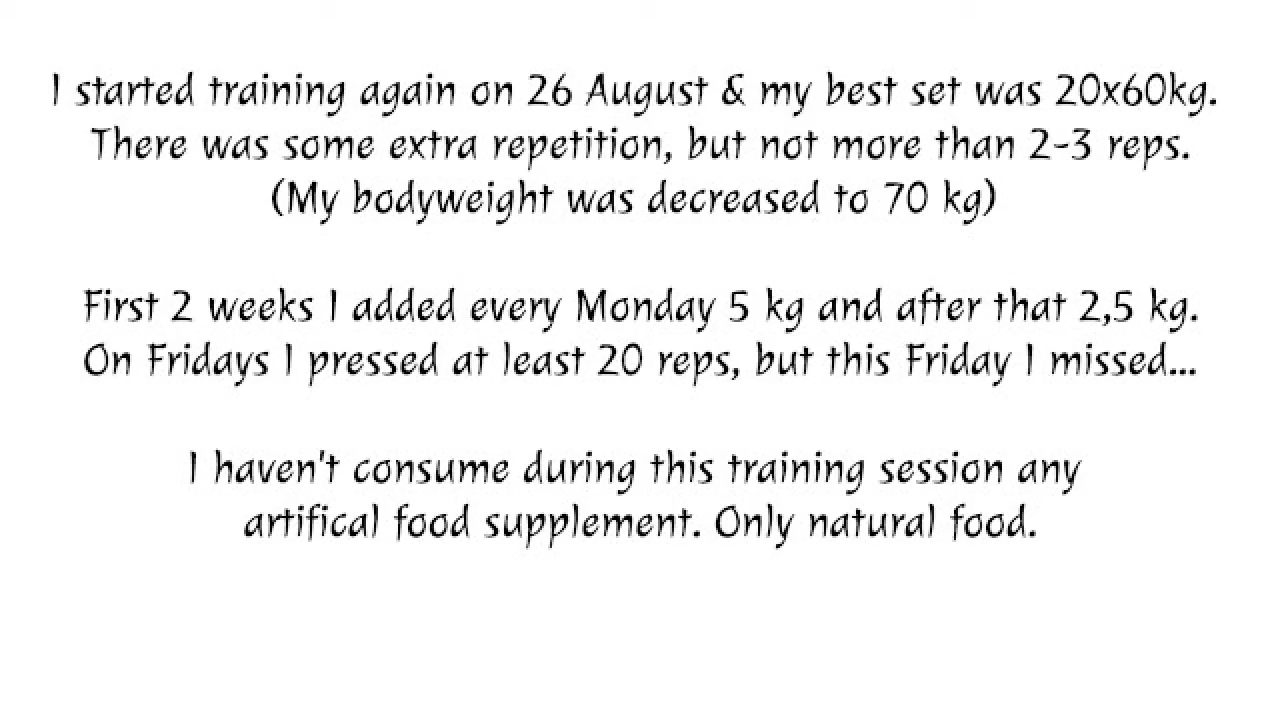 I started training again on 26 August & my best set was 20x60kg.
There was some extra repetition, but not more than 2-3 reps.
(My bodyweight was decreased to 70 kg)
First 2 weeks I added every Monday 5 kg and after that 2,5 kg.
On Fridays I pressed at least 20 reps, but this Friday I missed...
I haven't consume during this training session any
artifical food supplement. Only natural food.